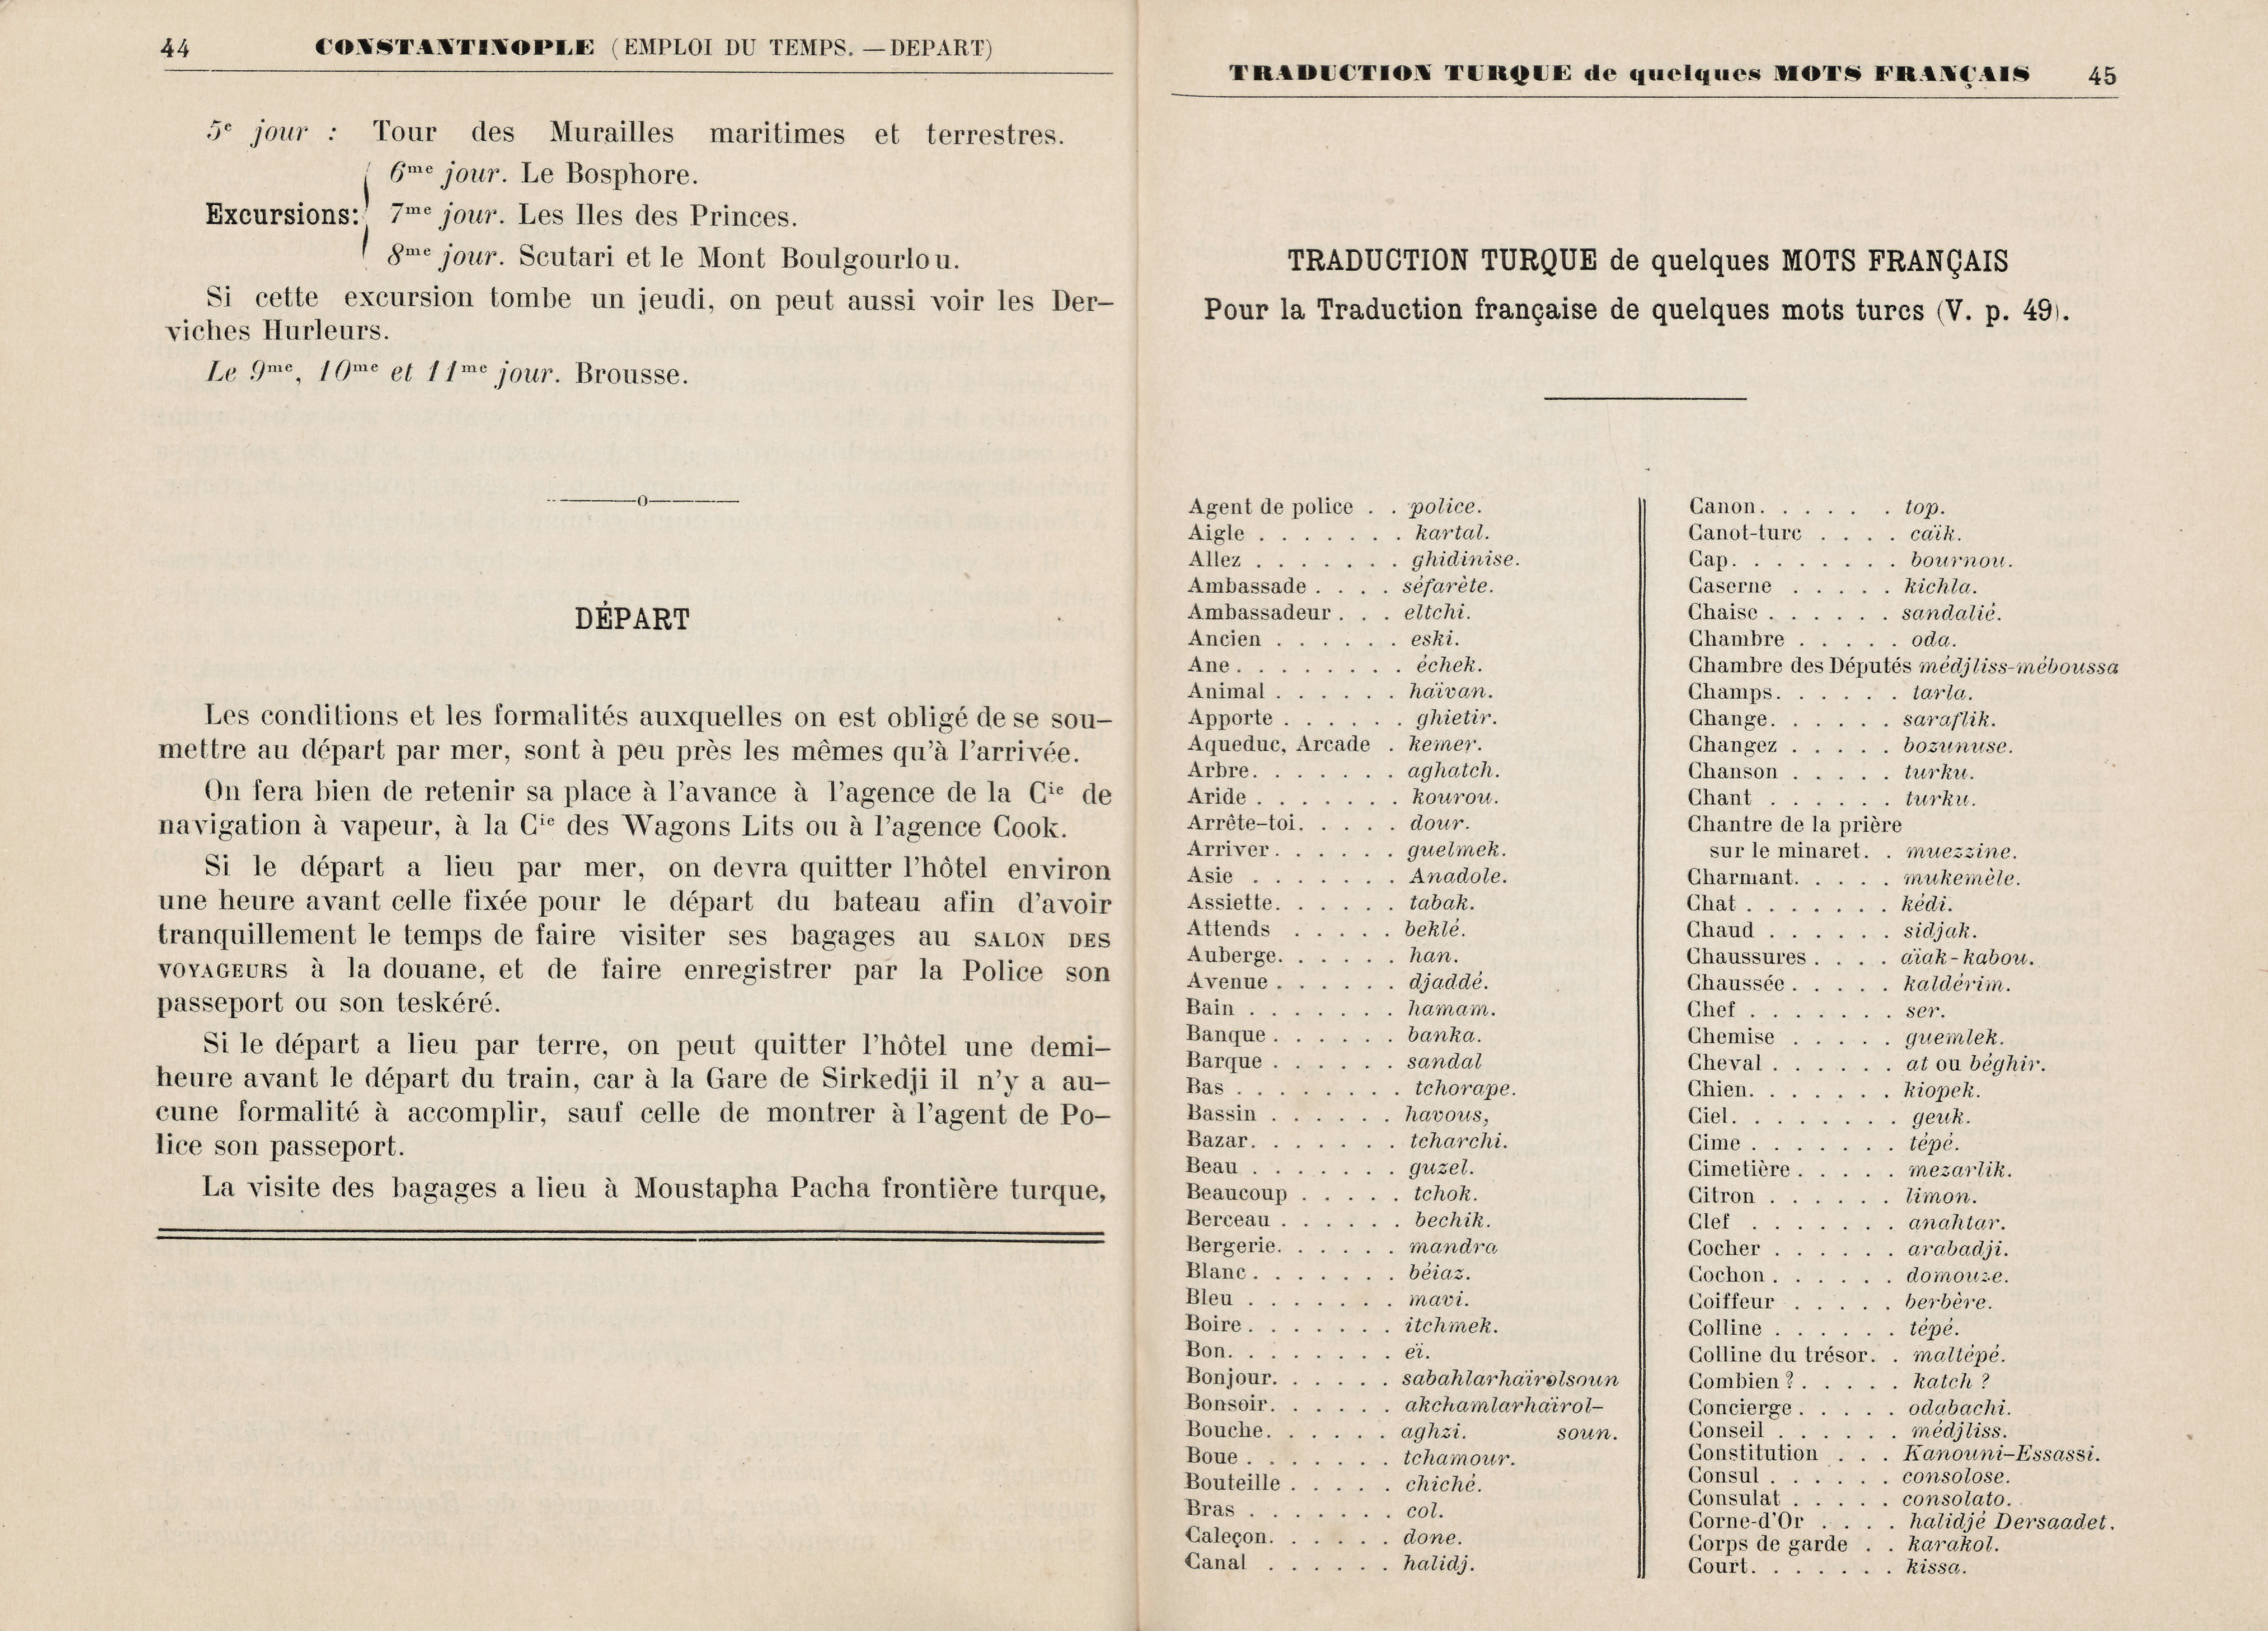 44 CONSTANTINOPLE (EMPLOI DU TEMPS. — DEPART)
5e jour : Tour des Murailles maritimes et terrestres.
6me jour. Le Bosphore.
Excursions: 7me jour. Les Iles des Princes.
8me jour. Scutari et le Mont Boulgourlou.
Si cette excursion tombe un jeudi, on peut aussi voir les Der-
viches Hurleurs.
Le 9me, 10me et 11me jour. Brousse.
DÉPART
Les conditions et les formalités auxquelles on est obligé de se sou-
mettre au départ par mer, sont à peu près les mêmes qu'à l'arrivée.
On fera bien de retenir sa place à l'avance à l'agence de la Cie de
navigation à vapeur, à la Cie des Wagons Lits ou à l'agence Cook.
Si le départ a lieu par mer, on devra quitter l'hôtel environ
une heure avant celle fixée pour le départ du bateau afin d'avoir
tranquillement le temps de faire visiter ses bagages au SALON DES
VOYAGEURS à la douane, et de faire enregistrer par la Police son
passeport ou son teskéré.
Si le départ a lieu par terre, on peut quitter l'hôtel une demi-
heure avant le départ du train, car à la Gare de Sirkedji il n'y a au-
cune formalité à accomplir, sauf celle de montrer à l'agent de Po-
lice son passeport.
La visite des bagages a lieu à Moustapha Pacha frontière turque,
TRADUCTION TURQUE de quelques MOTS FRANÇAIS 45
TRADUCTION TURQUE de quelques MOTS FRANÇAIS
Pour la Traduction française de quelques mots turcs (V. p. 49).
Agent de police . . police.
Aigle . . . . . . . kartal.
Allez . . . . . . . ghidinise.
Ambassade . . . . séfarète.
Ambassadeur . . . eltchi.
Ancien . . . . . . eski.
Ane. . . . . . . . échek.
Animal . . . . . . haïvan.
Apporte . . . . . . ghietir.
Aqueduc, Arcade . kemer.
Arbre. . . . . . . aghatch.
Aride . . . . . . . kourou.
Arrête-toi. . . . . dour.
Arriver. . . . . . guelmek.
Asie . . . . . . . Anadole.
Assiette. . . . . . tabak.
Attends . . . . . beklé.
Auberge. . . . . . han.
Avenue . . . . . . djaddé.
Bain . . . . . . . hamam.
Banque . . . . . . banka.
Barque . . . . . . sandal
Bas . . . . . . . . tchorape.
Bassin . . . . . . havous,
Bazar. . . . . . . tcharchi.
Beau . . . . . . . guzel.
Beaucoup . . . . . tchok.
Berceau . . . . . . bechik.
Bergerie. . . . . . mandra
Blanc. . . . . . . béiaz.
Bleu . . . . . . . mavi.
Boire. . . . . . . itchmek.
Bon. . . . . . . . eï.
Bonjour. . . . . . sabahlarhaïrolsoun
Bonsoir. . . . . . akchamlarhaïrol-
Bouche. . . . . . aghzi. soun.
Boue . . . . . . . tchamour.
Bouteille . . . . . chiché.
Bras . . . . . . . col.
Caleçon. . . . . . done.
Canal . . . . . . halidj.
Canon. . . . . . top.
Canot-turc . . . . caïk.
Cap. . . . . . . . bournou.
Caserne . . . . . kichla.
Chaise . . . . . . sandalié.
Chambre . . . . . oda.
Chambre des Députés médjliss-méboussa
Champs. . . . . . tarla.
Change. . . . . . saraflik.
Changez . . . . . bozunuse.
Chanson . . . . . turku.
Chant . . . . . . turku.
Chantre de la prière
sur le minaret. . muezzine.
Charmant. . . . . mukemèle.
Chat . . . . . . . kédi.
Chaud . . . . . . sidjak.
Chaussures . . . . aïak-kabou.
Chaussée . . . . . kaldérim.
Chef . . . . . . . ser.
Chemise . . . . . guemlek.
Cheval . . . . . . at ou béghir.
Chien. . . . . . . kiopek.
Ciel. . . . . . . . geuk.
Cime . . . . . . . tépé.
Cimetière . . . . . mezarlik.
Citron . . . . . . limon.
Clef . . . . . . . anahtar.
Cocher . . . . . . arabadji.
Cochon . . . . . . domouze.
Coiffeur . . . . . berbère.
Colline . . . . . . tépé.
Colline du trésor. . maltépé.
Combien ? . . . . . katch ?
Concierge . . . . . odabachi.
Conseil . . . . . . médjliss.
Constitution . . . Kanouni-Essassi.
Consul . . . . . . consolose.
Consulat . . . . . consolato.
Corne-d'Or . . . . halidjé Dersaadet.
Corps de garde . . karakol.
Court. . . . . . . kissa.